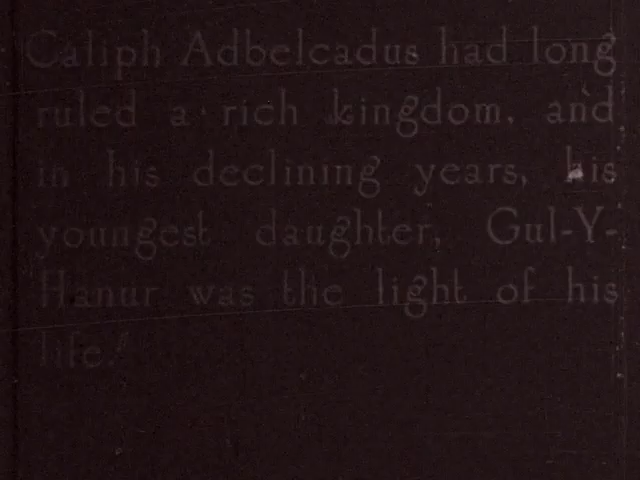 Caliph Adbelcadus had long
ruled a rich kingdom, and
in his declining years, his
youngest daughter, Gul-Y-
Hanur was the light of his
life.